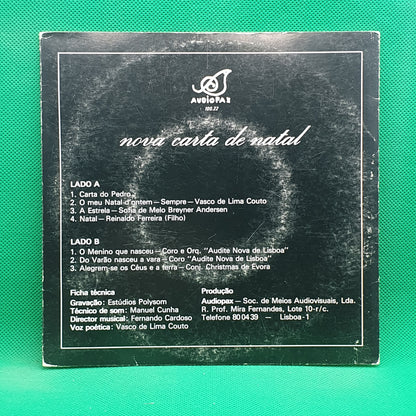 AUDIOPAX
100.22
nova carta de natal
LADO A
1. Carta do Pedro
2. O meu Natal d'ontem — Sempre — Vasco de Lima Couto
3. A Estrela — Sofia de Melo Breyner Andersen
4. Natal — Reinaldo Ferreira (Filho)
LADO B
1. O Menino que nasceu — Coro e Orq. "Audite Nova de Lisboa"
2. Do Varão nasceu a vara — Coro "Audite Nova de Lisboa"
3. Alegrem-se os Céus e a terra — Conj. Christmas de Évora
Ficha técnica
Gravação: Estúdios Polysom
Técnico de som: Manuel Cunha
Director musical: Fernando Cardoso
Voz poética: Vasco de Lima Couto
Produção
Audiopax — Soc. de Meios Audiovisuais, Lda.
R. Prof. Mira Fernandes, Lote 10-r/c.
Telefone 80 04 39 — Lisboa-1